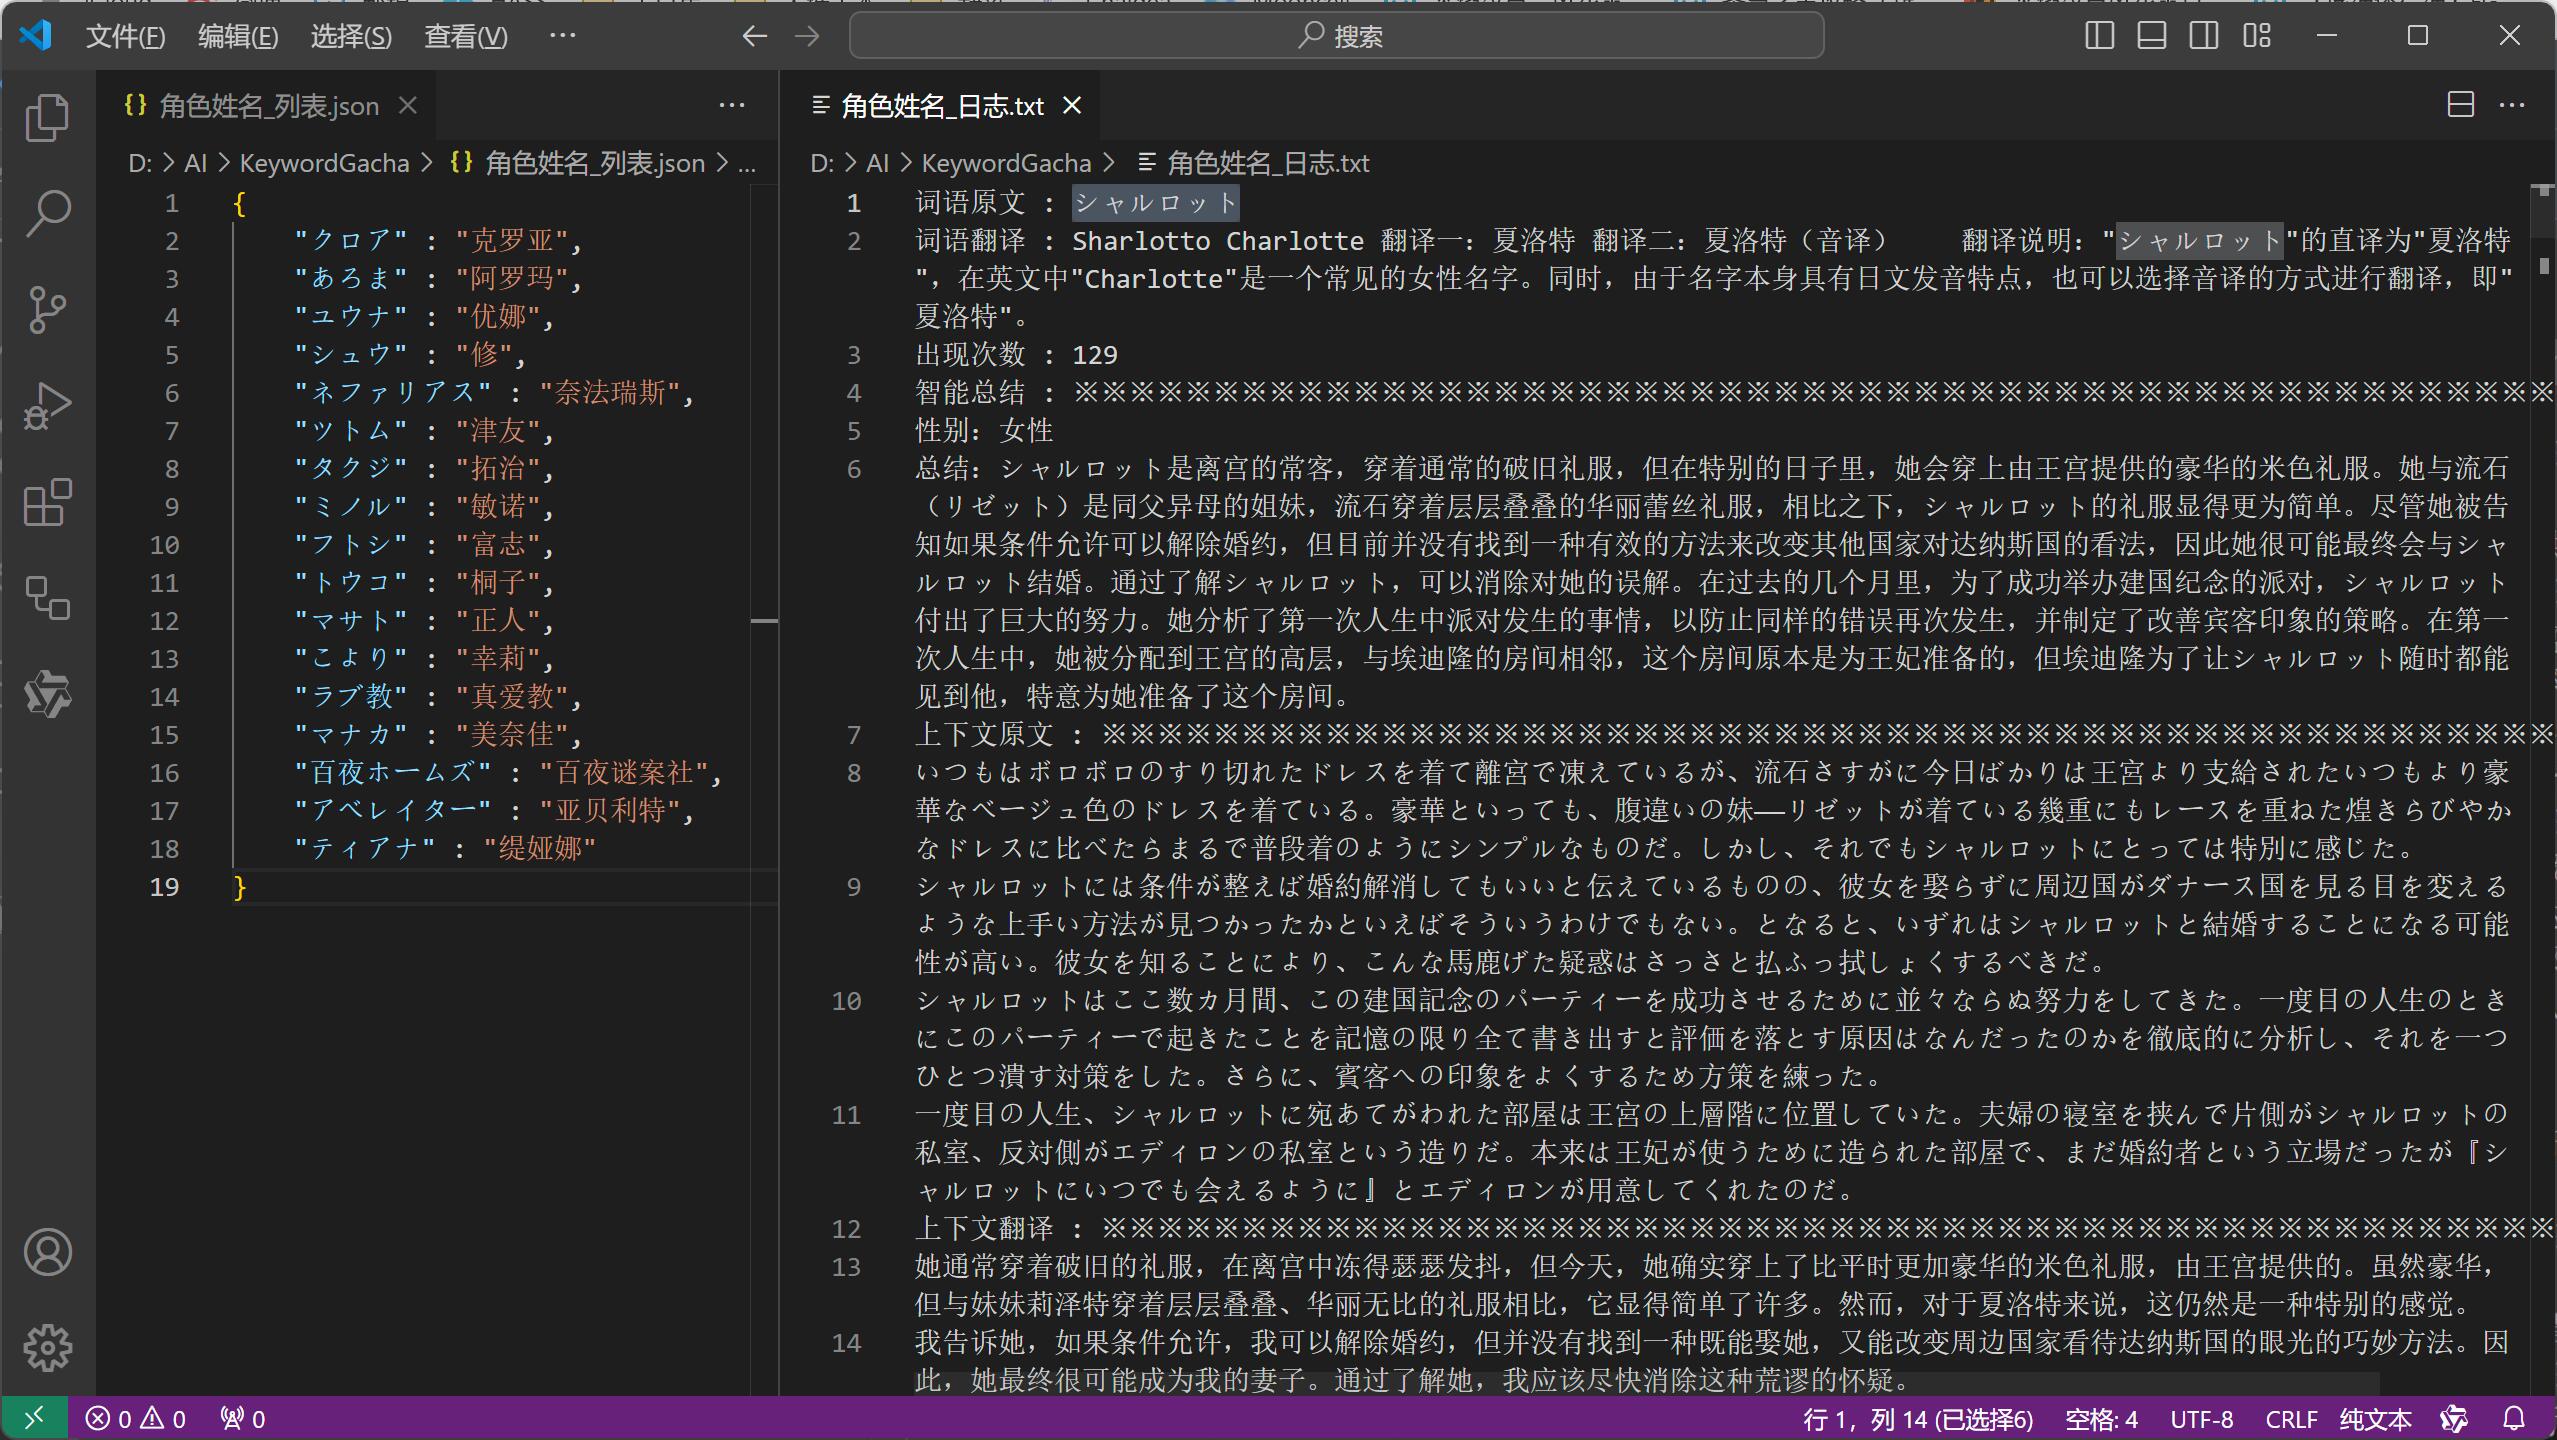 文件(F) 编辑(E) 选择(S) 查看(V) ··· 搜索
角色姓名_列表.json
D: > AI > KeywordGacha > {} 角色姓名_列表.json > ...
1 {
2 "クロア" : "克罗亚",
3 "あろま" : "阿罗玛",
4 "ユウナ" : "优娜",
5 "シュウ" : "修",
6 "ネファリアス" : "奈法瑞斯",
7 "ツトム" : "津友",
8 "タクジ" : "拓治",
9 "ミノル" : "敏诺",
10 "フトシ" : "富志",
11 "トウコ" : "桐子",
12 "マサト" : "正人",
13 "こより" : "幸莉",
14 "ラブ教" : "真爱教",
15 "マナカ" : "美奈佳",
16 "百夜ホームズ" : "百夜谜案社",
17 "アベレイター" : "亚贝利特",
18 "ティアナ" : "缇娅娜"
19 }
角色姓名_日志.txt
D: > AI > KeywordGacha > 角色姓名_日志.txt
1 词语原文 : シャルロット
2 词语翻译 : Sharlotto Charlotte 翻译一：夏洛特 翻译二：夏洛特（音译） 翻译说明："シャルロット"的直译为"夏洛特
"，在英文中"Charlotte"是一个常见的女性名字。同时，由于名字本身具有日文发音特点，也可以选择音译的方式进行翻译，即"
夏洛特"。
3 出现次数 : 129
4 智能总结 : ※※※※※※※※※※※※※※※※※※※※※※※※※※※※※※※※※※※※※※※※※※※※※※※※※※※※※
5 性别：女性
6 总结：シャルロット是离宫的常客，穿着通常的破旧礼服，但在特别的日子里，她会穿上由王宫提供的豪华的米色礼服。她与流石
（リゼット）是同父异母的姐妹，流石穿着层层叠叠的华丽蕾丝礼服，相比之下，シャルロット的礼服显得更为简单。尽管她被告
知如果条件允许可以解除婚约，但目前并没有找到一种有效的方法来改变其他国家对达纳斯国的看法，因此她很可能最终会与シャ
ルロット结婚。通过了解シャルロット，可以消除对她的误解。在过去的几个月里，为了成功举办建国纪念的派对，シャルロット
付出了巨大的努力。她分析了第一次人生中派对发生的事情，以防止同样的错误再次发生，并制定了改善宾客印象的策略。在第一
次人生中，她被分配到王宫的高层，与埃迪隆的房间相邻，这个房间原本是为王妃准备的，但埃迪隆为了让シャルロット随时都能
见到他，特意为她准备了这个房间。
7 上下文原文 : ※※※※※※※※※※※※※※※※※※※※※※※※※※※※※※※※※※※※※※※※※※※※※※※※※※※※
8 いつもはボロボロのすり切れたドレスを着て離宮で凍えているが、流石さすがに今日ばかりは王宮より支給されたいつもより豪
華なベージュ色のドレスを着ている。豪華といっても、腹違いの妹――リゼットが着ている幾重にもレースを重ねた煌きらびやか
なドレスに比べたらまるで普段着のようにシンプルなものだ。しかし、それでもシャルロットにとっては特別に感じた。
9 シャルロットには条件が整えば婚約解消してもいいと伝えているものの、彼女を娶らずに周辺国がダナース国を見る目を変える
ような上手い方法が見つかったかといえばそういうわけでもない。となると、いずれはシャルロットと結婚することになる可能
性が高い。彼女を知ることにより、こんな馬鹿げた疑惑はさっさと払ふっ拭しょくするべきだ。
10 シャルロットはここ数カ月間、この建国記念のパーティーを成功させるために並々ならぬ努力をしてきた。一度目の人生のとき
にこのパーティーで起きたことを記憶の限り全て書き出すと評価を落とす原因はなんだったのかを徹底的に分析し、それを一つ
ひとつ潰す対策をした。さらに、賓客への印象をよくするため方策を練った。
11 一度目の人生、シャルロットに宛あてがわれた部屋は王宮の上層階に位置していた。夫婦の寝室を挟んで片側がシャルロットの
私室、反対側がエディロンの私室という造りだ。本来は王妃が使うために造られた部屋で、まだ婚約者という立場だったが『シ
ャルロットにいつでも会えるように』とエディロンが用意してくれたのだ。
12 上下文翻译 : ※※※※※※※※※※※※※※※※※※※※※※※※※※※※※※※※※※※※※※※※※※※※※※※※※※※※
13 她通常穿着破旧的礼服，在离宫中冻得瑟瑟发抖，但今天，她确实穿上了比平时更加豪华的米色礼服，由王宫提供的。虽然豪华，
但与妹妹莉泽特穿着层层叠叠、华丽无比的礼服相比，它显得简单了许多。然而，对于夏洛特来说，这仍然是一种特别的感觉。
14 我告诉她，如果条件允许，我可以解除婚约，但并没有找到一种既能娶她，又能改变周边国家看待达纳斯国的眼光的巧妙方法。因
此，她最终很可能成为我的妻子。通过了解她，我应该尽快消除这种荒谬的怀疑。
0 0 0 行 1，列 14 (已选择6) 空格: 4 UTF-8 CRLF 纯文本